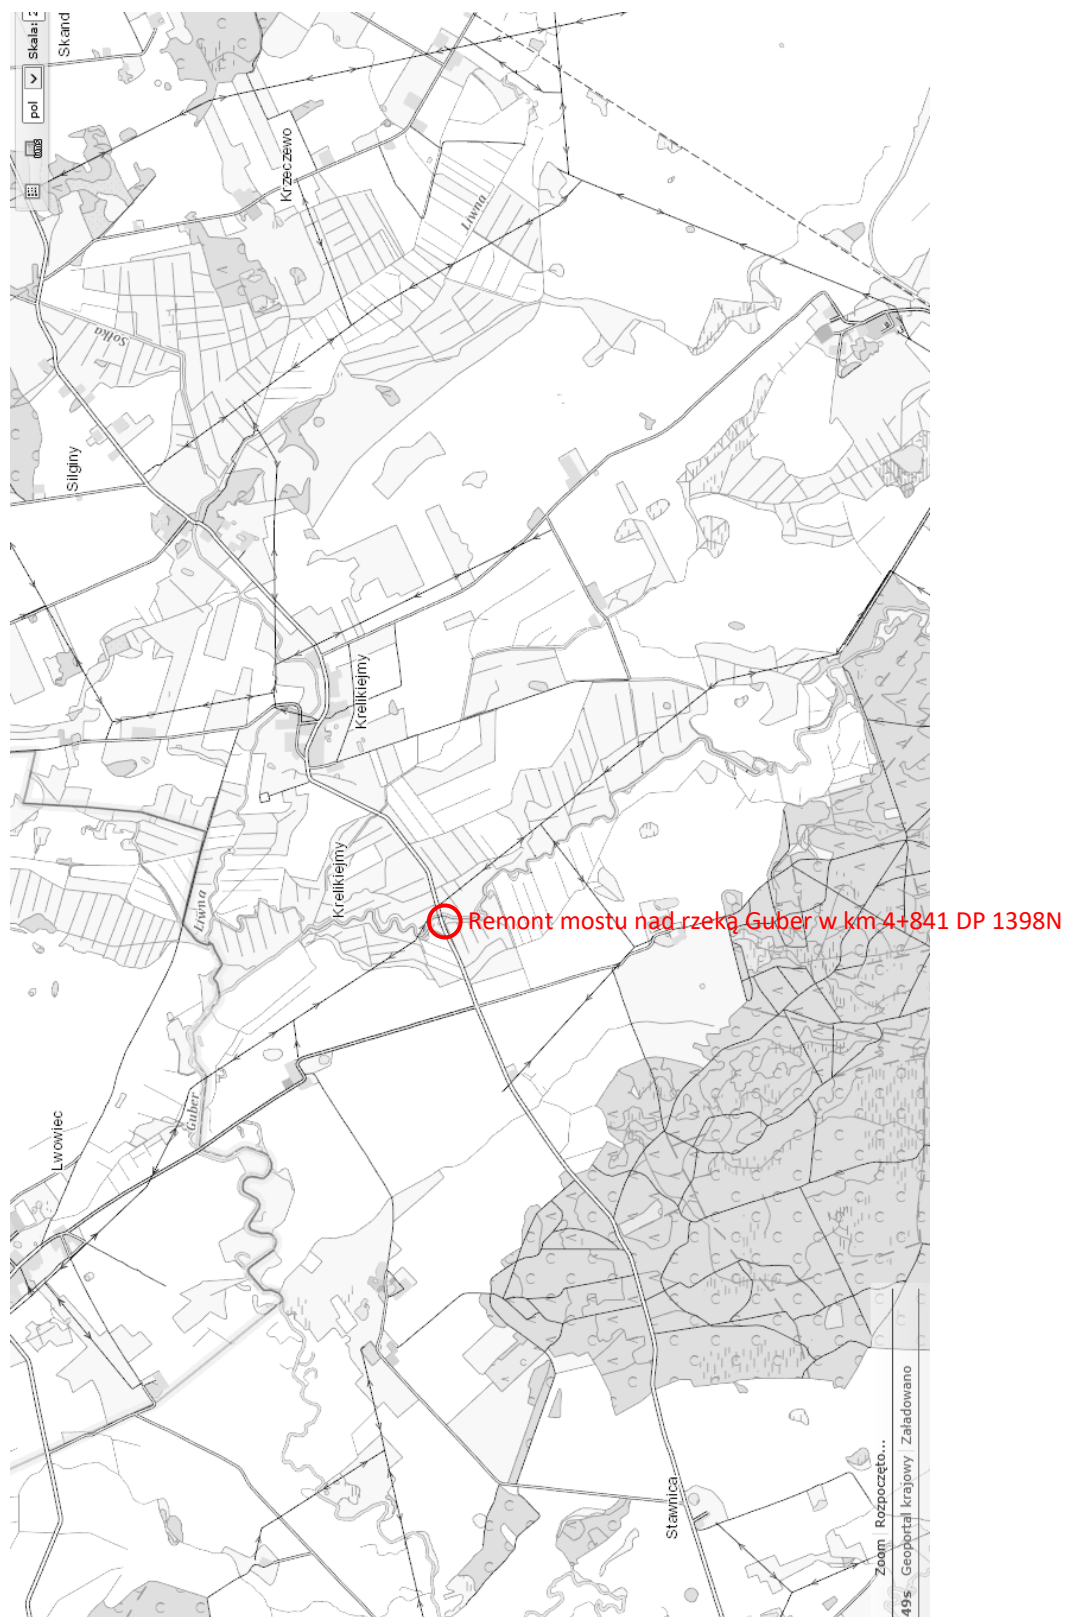 pol
Skala: 2
Skand
Krzeczewo
Liwna
Sołka
Silginy
Krelikiejmy
Krelikiejmy
Liwna
Remont mostu nad rzeką Guber w km 4+841 DP 1398N
Guber
Lwowiec
Stawnica
Zoom Rozpoczęto...
49s Geoportal krajowy Załadowano